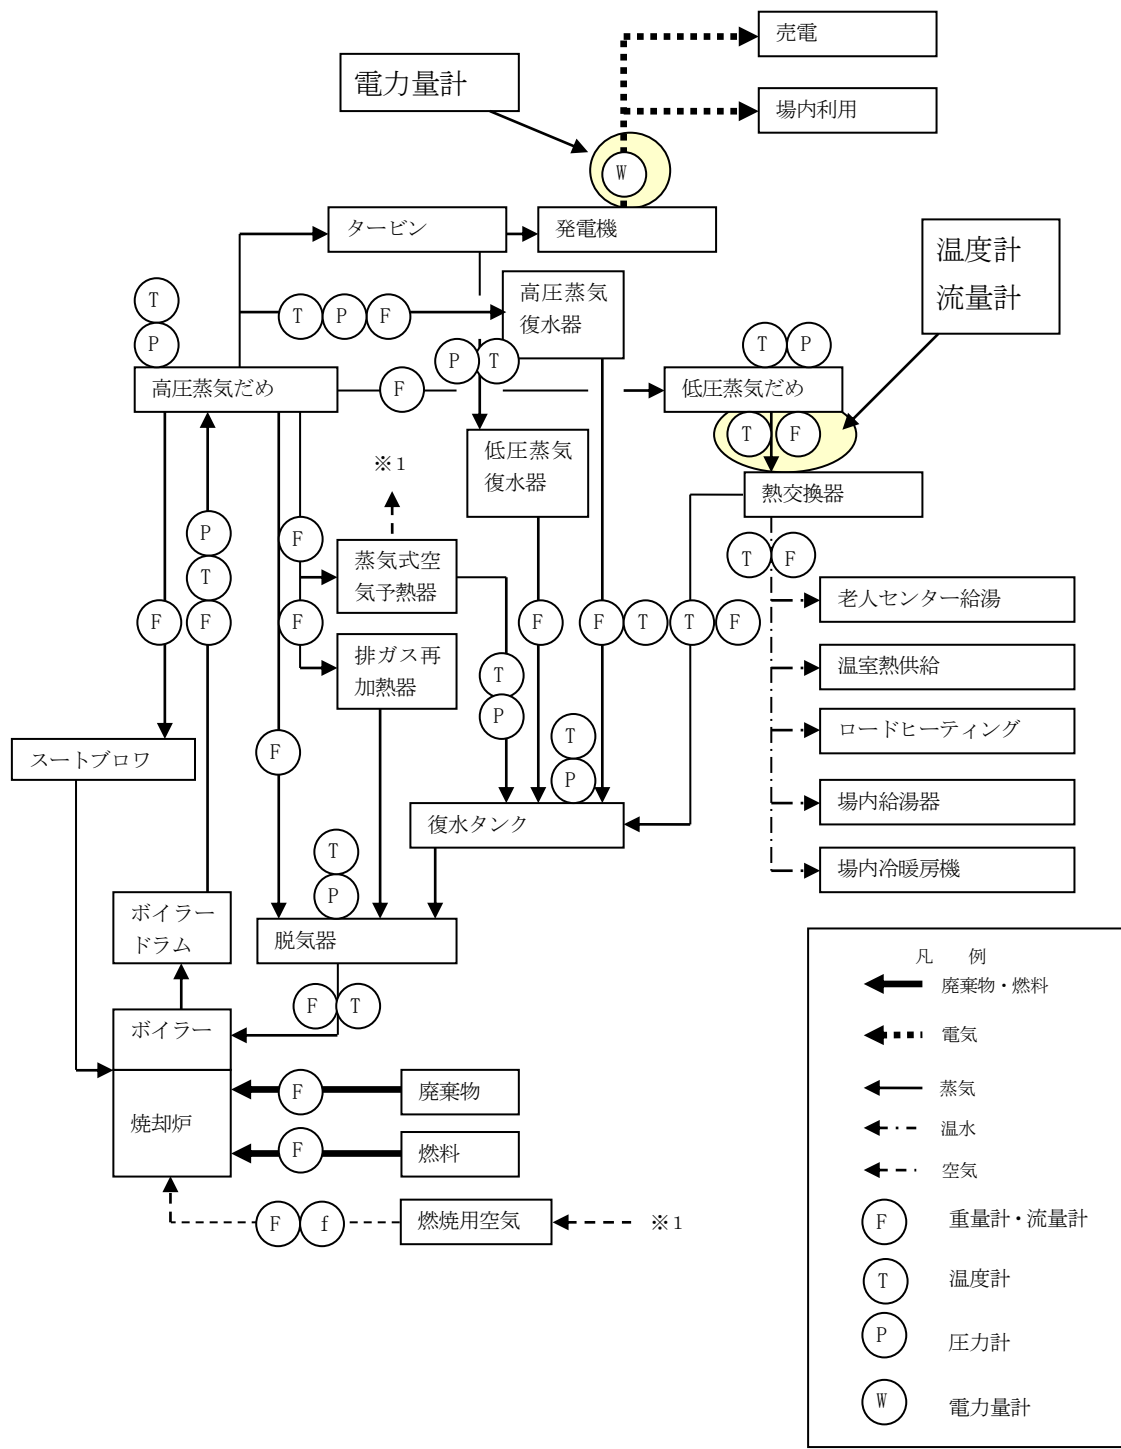 売電
電力量計
場内利用
W
タービン
発電機
温度計
流量計
高圧蒸気
復水器
T
P
T
P
F
T
P
P
T
高圧蒸気だめ
F
低圧蒸気だめ
T
F
低圧蒸気
復水器
※1
熱交換器
P
T
F
F
F
F
蒸気式空
気予熱器
T
F
老人センター給湯
F
F
T
T
F
排ガス再
加熱器
温室熱供給
T
P
ロードヒーティング
スートブロワ
F
T
P
場内給湯器
復水タンク
T
P
場内冷暖房機
ボイラー
ドラム
脱気器
F
T
ボイラー
焼却炉
F
廃棄物
F
燃料
F
f
燃焼用空気
※1
凡 例
廃棄物・燃料
電気
蒸気
温水
空気
F 重量計・流量計
T 温度計
P 圧力計
W 電力量計